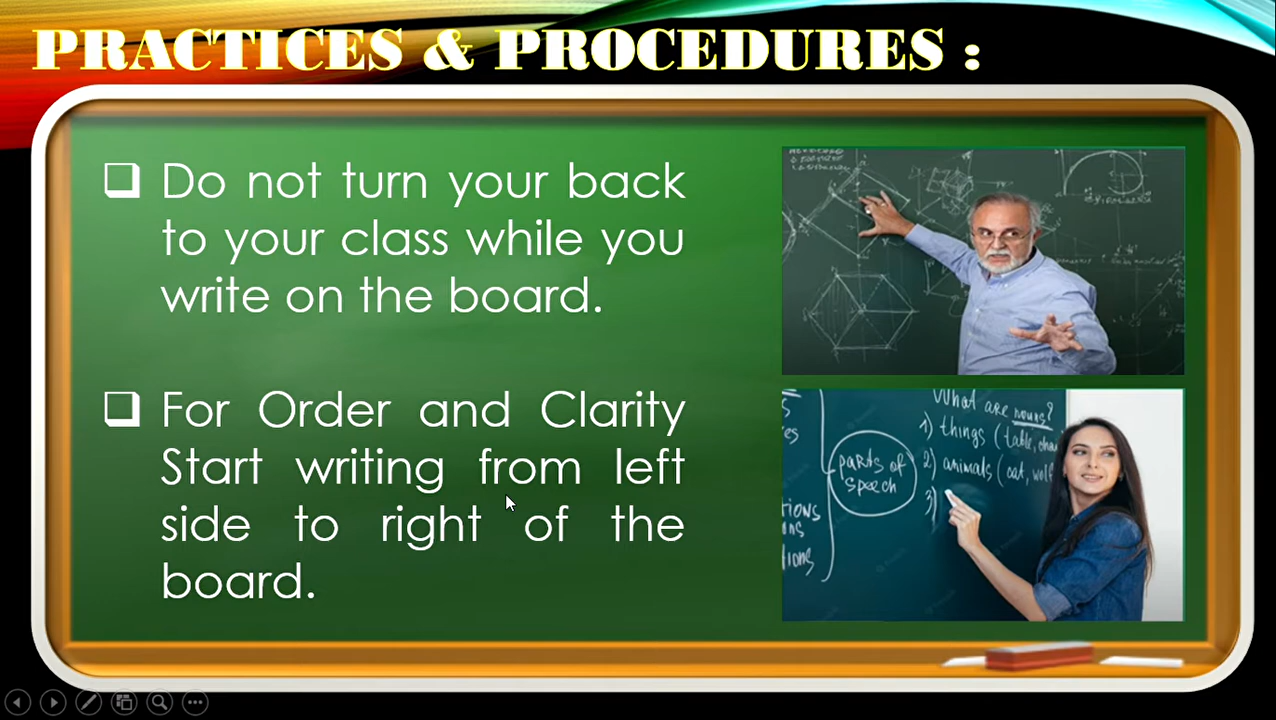 PRACTICES & PROCEDURES :
Do not turn your back
to your class while you
write on the board.
For Order and Clarity
Start writing from left
side to right of the
board.
What are nouns?
1) things (table, cha
2) animals (cat, wolf
3)
parts of
speech